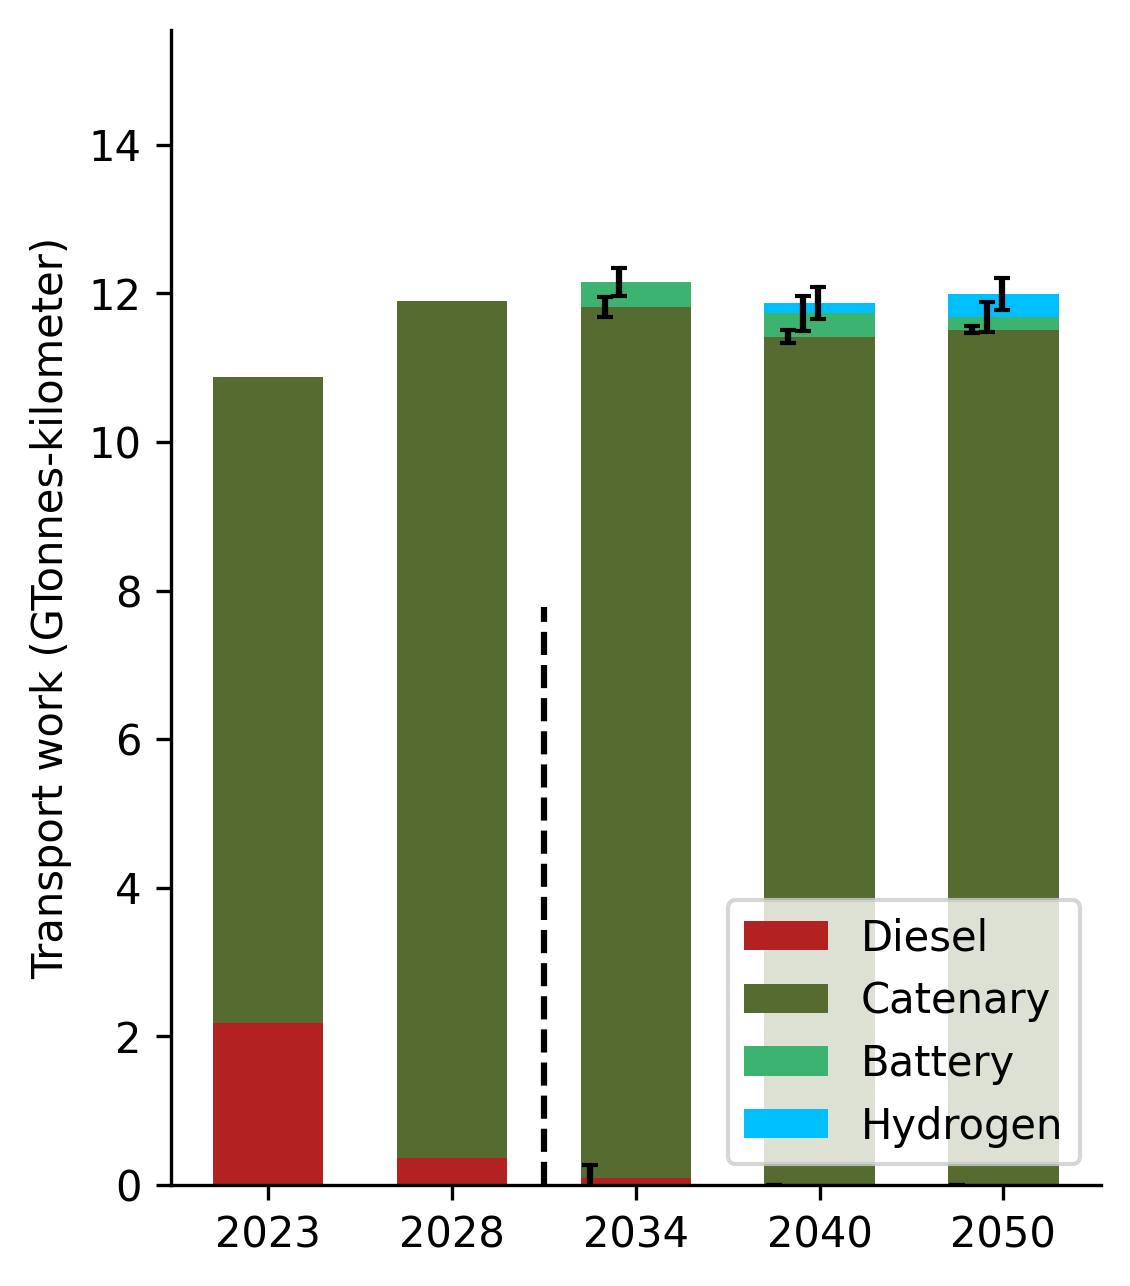 Transport work (GTonnes-kilometer)
14
12
10
8
6
4
2
0
Diesel
Catenary
Battery
Hydrogen
2023 2028 2034 2040 2050